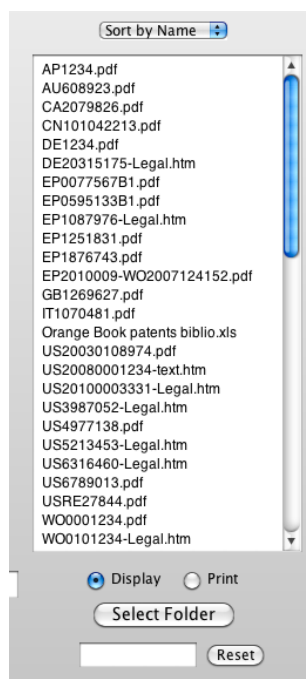 Sort by Name
AP1234.pdf
AU608923.pdf
CA2079826.pdf
CN101042213.pdf
DE1234.pdf
DE20315175-Legal.htm
EP0077567B1.pdf
EP0595133B1.pdf
EP1087976-Legal.htm
EP1251831.pdf
EP1876743.pdf
EP2010009-WO2007124152.pdf
GB1269627.pdf
IT1070481.pdf
Orange Book patents biblio.xls
US20030108974.pdf
US20080001234-text.htm
US20100003331-Legal.htm
US3987052-Legal.htm
US4977138.pdf
US5213453-Legal.htm
US6316460-Legal.htm
US6789013.pdf
USRE27844.pdf
WO0001234.pdf
WO0101234-Legal.htm
Display Print
Select Folder
Reset